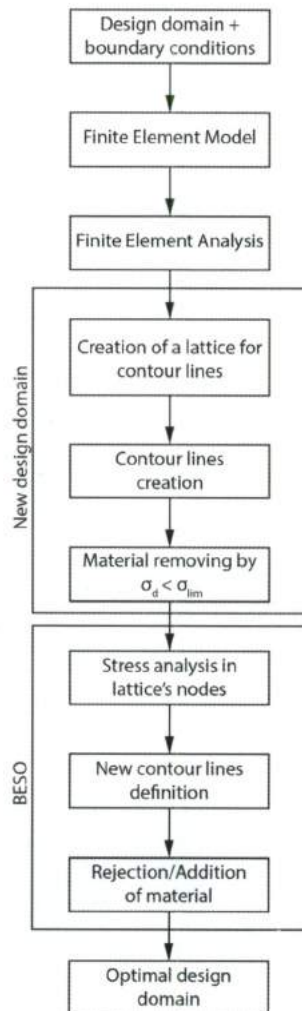 Design domain +
boundary conditions
Finite Element Model
Finite Element Analysis
New design domain
Creation of a lattice for
contour lines
Contour lines
creation
Material removing by
σd < σlim
BESO
Stress analysis in
lattice's nodes
New contour lines
definition
Rejection/Addition
of material
Optimal design
domain